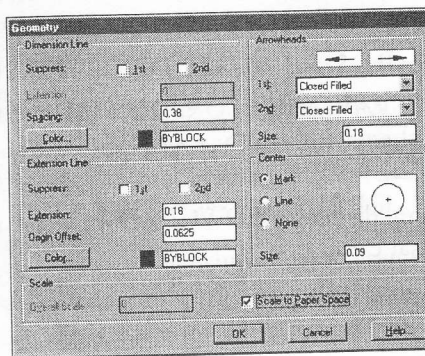 Geometry
Dimension Line
Suppress: 1st 2nd
Extension:
Spacing: 0.38
Color... BYBLOCK
Extension Line
Suppress: 1st 2nd
Extension: 0.18
Origin Offset: 0.0625
Color... BYBLOCK
Arrowheads
1st: Closed Filled
2nd: Closed Filled
Size: 0.18
Center
Mark
Line
None
Size: 0.09
Scale
Overall Scale:
Scale to Paper Space
OK Cancel Help...